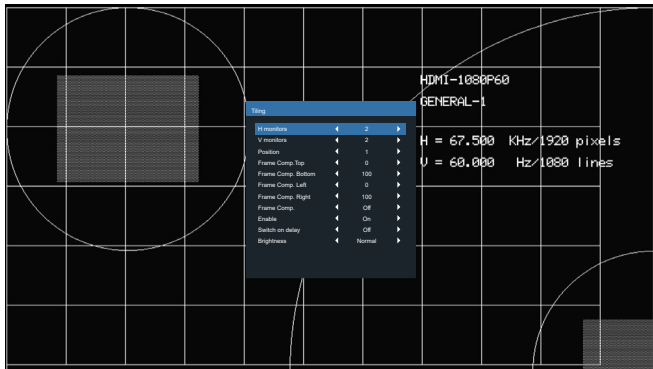 HDMI-1080P60
GENERAL-1
H = 67.500 KHz/1920 pixels
V = 60.000 Hz/1080 lines
Tiling
H monitors 2
V monitors 2
Position 1
Frame Comp.Top 0
Frame Comp. Bottom 100
Frame Comp. Left 0
Frame Comp. Right 100
Frame Comp. Off
Enable On
Switch on delay Off
Brightness Normal